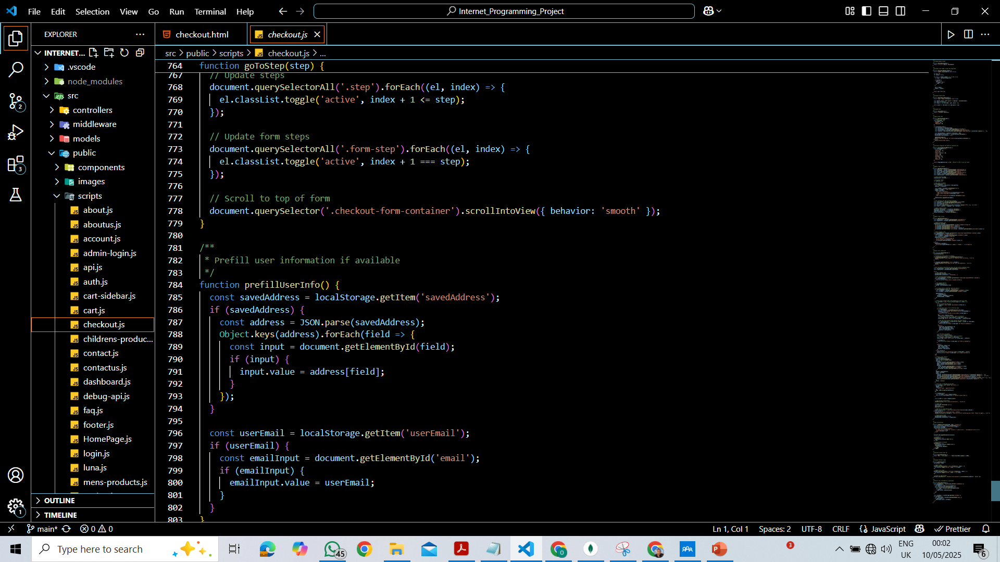 File Edit Selection View Go Run Terminal Help
Internet_Programming_Project
EXPLORER
checkout.html
checkout.js
src > public > scripts > checkout.js > ...
INTERNET...
.vscode
node_modules
src
controllers
middleware
models
public
components
images
scripts
about.js
aboutus.js
account.js
admin-login.js
api.js
auth.js
cart-sidebar.js
cart.js
checkout.js
childrens-produc...
contact.js
contactus.js
dashboard.js
debug-api.js
faq.js
footer.js
HomePage.js
login.js
luna.js
mens-products.js
OUTLINE
TIMELINE
2
3
1
764 function goToStep(step) {
767 // Update steps
768 document.querySelectorAll('.step').forEach((el, index) => {
769 el.classList.toggle('active', index + 1 <= step);
770 });
771
772 // Update form steps
773 document.querySelectorAll('.form-step').forEach((el, index) => {
774 el.classList.toggle('active', index + 1 === step);
775 });
776
777 // Scroll to top of form
778 document.querySelector('.checkout-form-container').scrollIntoView({ behavior: 'smooth' });
779 }
780
781 /**
782 * Prefill user information if available
783 */
784 function prefillUserInfo() {
785 const savedAddress = localStorage.getItem('savedAddress');
786 if (savedAddress) {
787 const address = JSON.parse(savedAddress);
788 Object.keys(address).forEach(field => {
789 const input = document.getElementById(field);
790 if (input) {
791 input.value = address[field];
792 }
793 });
794 }
795
796 const userEmail = localStorage.getItem('userEmail');
797 if (userEmail) {
798 const emailInput = document.getElementById('email');
799 if (emailInput) {
800 emailInput.value = userEmail;
801 }
802 }
803 }
main* 0 0
Ln 1, Col 1 Spaces: 2 UTF-8 CRLF {} JavaScript Prettier
Type here to search
45
3
ENG
UK
00:02
10/05/2025
6